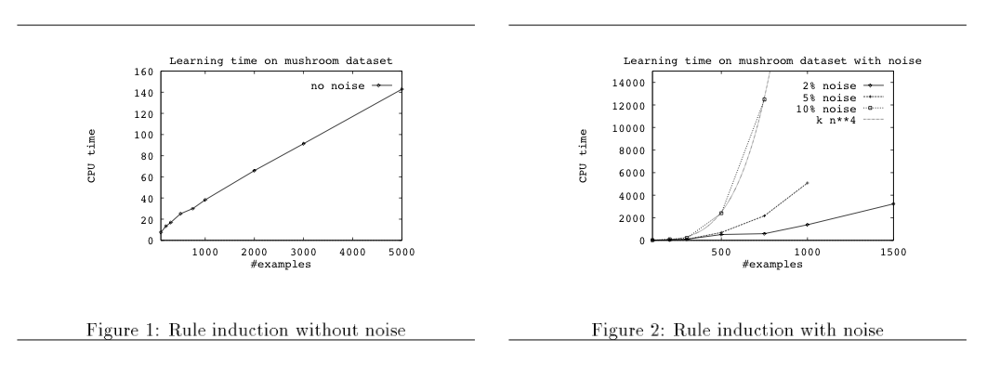 Learning time on mushroom dataset
160
140
120
100
80
60
40
20
0
CPU time
no noise
1000 2000 3000 4000 5000
#examples
Figure 1: Rule induction without noise
Learning time on mushroom dataset with noise
14000
12000
10000
8000
6000
4000
2000
0
CPU time
2% noise
5% noise
10% noise
k n**4
500 1000 1500
#examples
Figure 2: Rule induction with noise